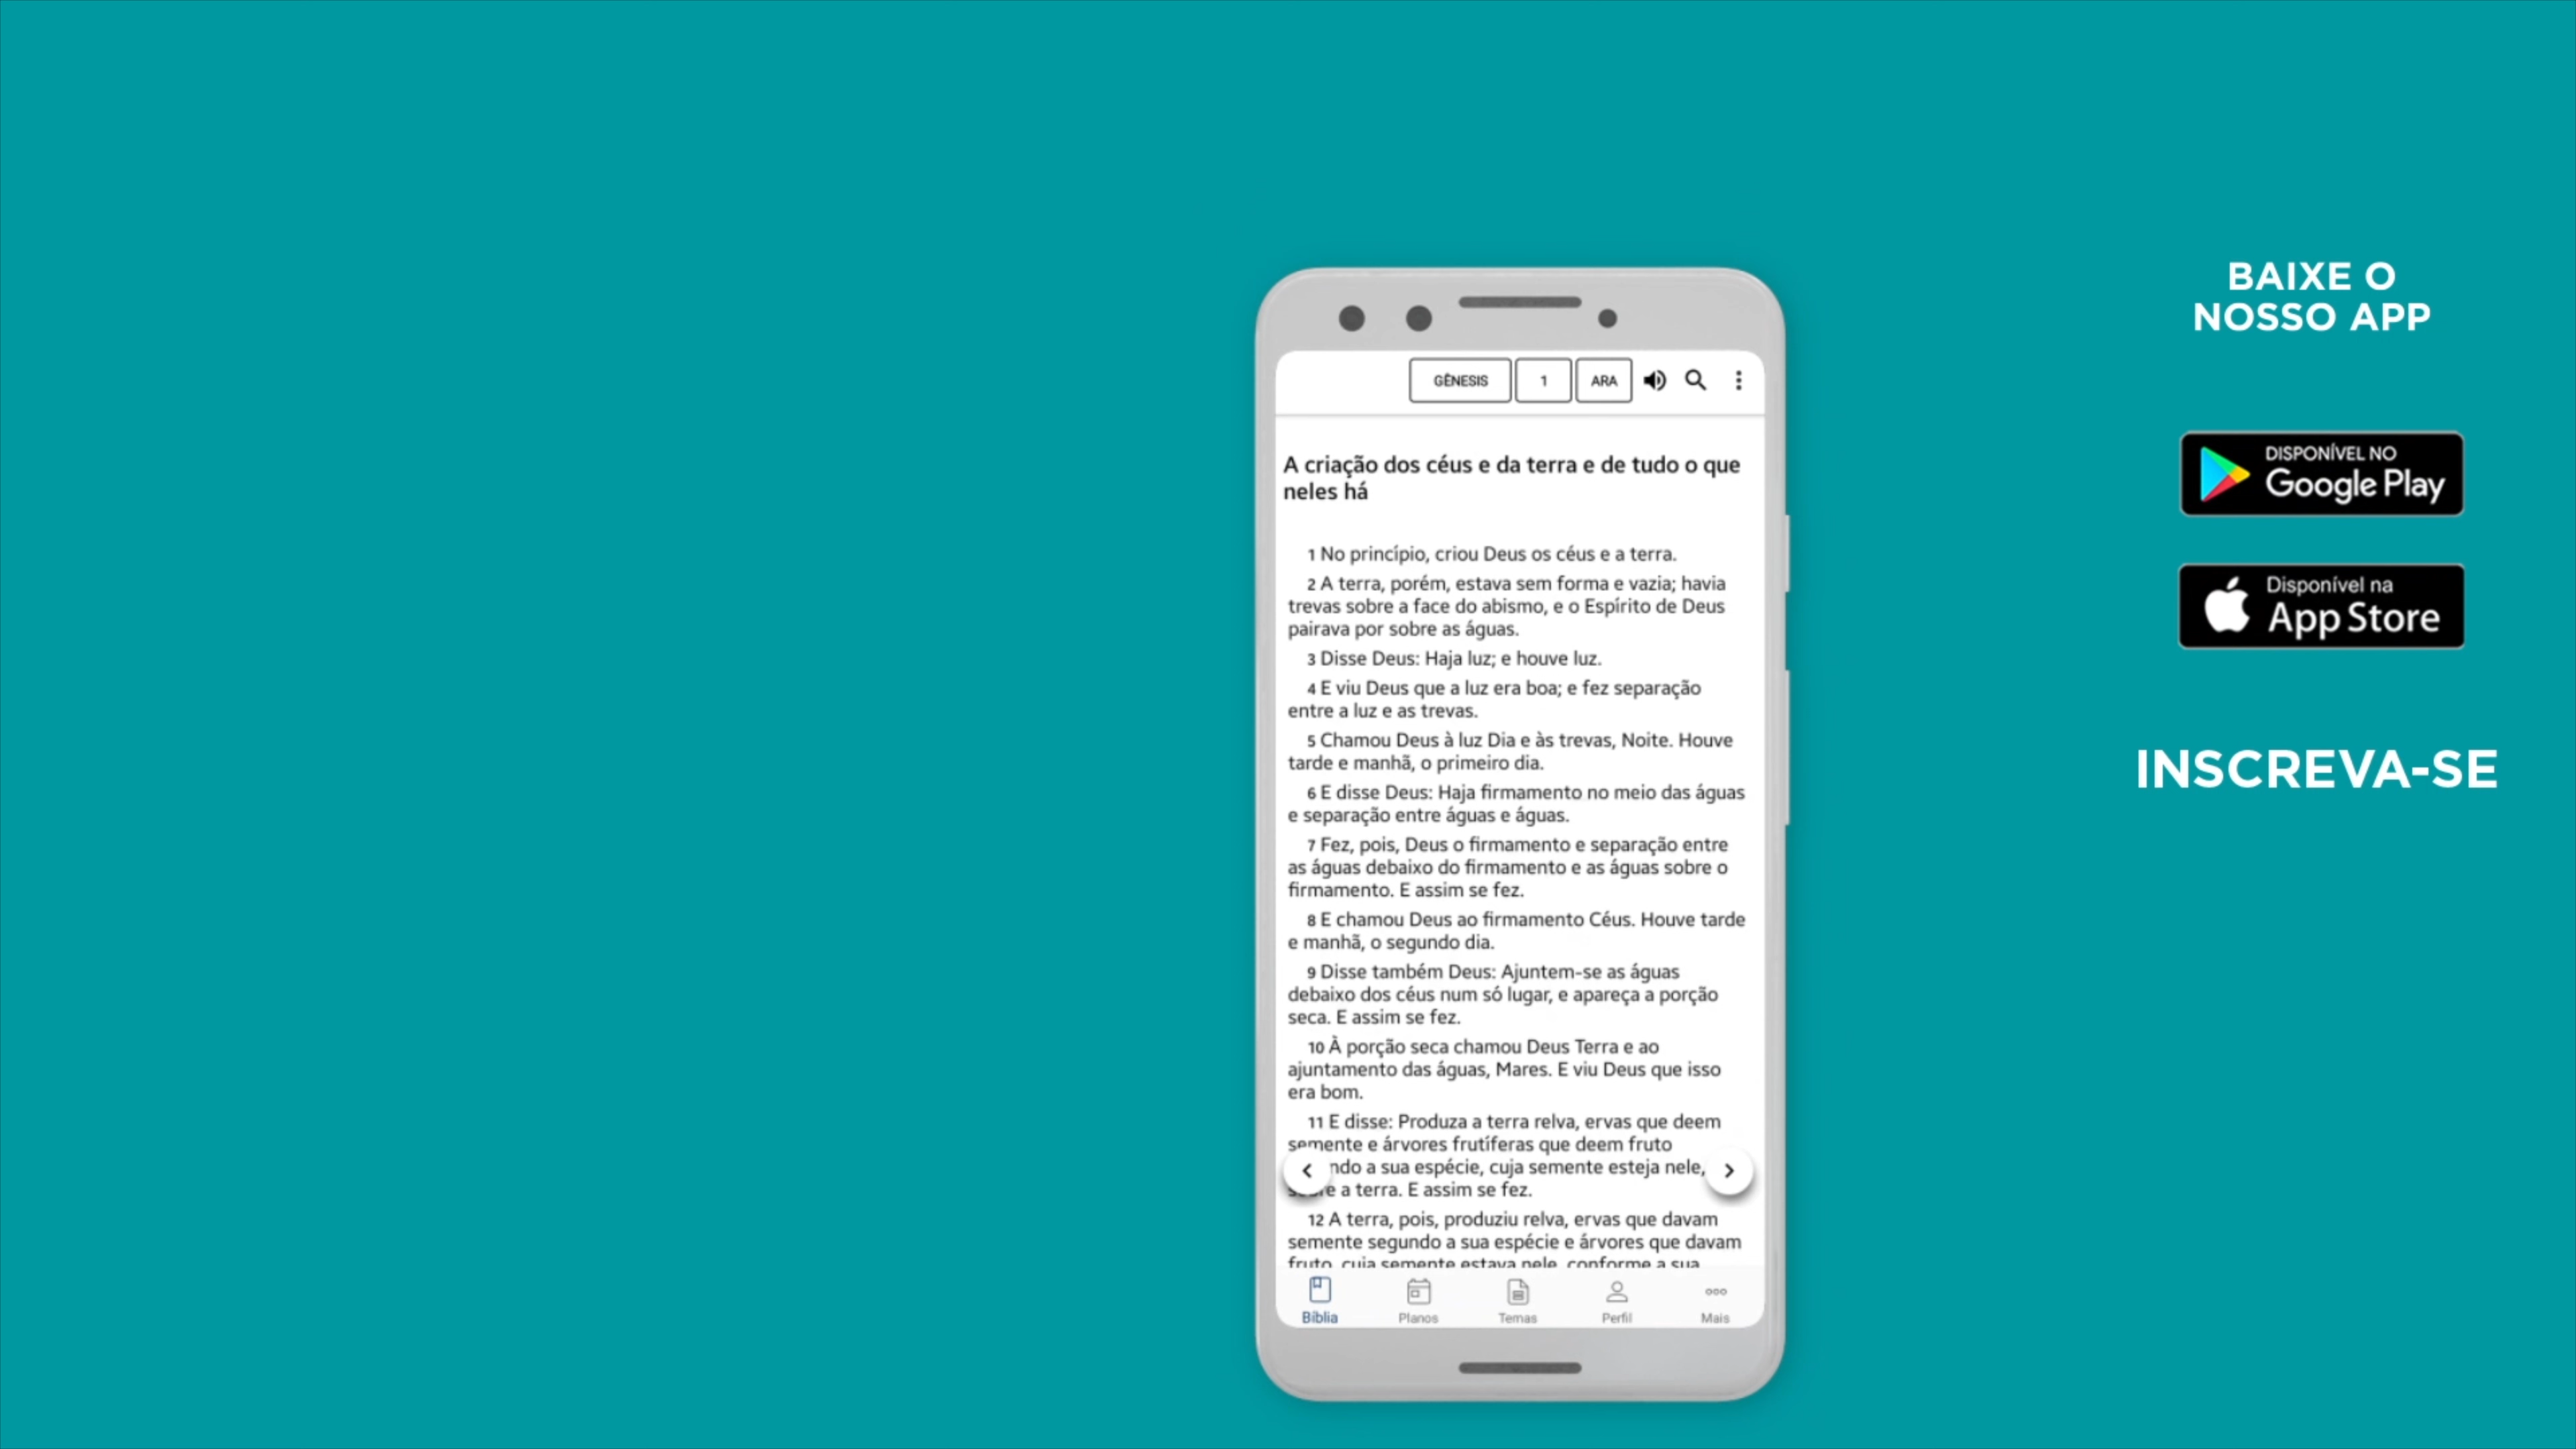 GÊNESIS 1 ARA
A criação dos céus e da terra e de tudo o que
neles há
1 No princípio, criou Deus os céus e a terra.
2 A terra, porém, estava sem forma e vazia; havia
trevas sobre a face do abismo, e o Espírito de Deus
pairava por sobre as águas.
3 Disse Deus: Haja luz; e houve luz.
4 E viu Deus que a luz era boa; e fez separação
entre a luz e as trevas.
5 Chamou Deus à luz Dia e às trevas, Noite. Houve
tarde e manhã, o primeiro dia.
6 E disse Deus: Haja firmamento no meio das águas
e separação entre águas e águas.
7 Fez, pois, Deus o firmamento e separação entre
as águas debaixo do firmamento e as águas sobre o
firmamento. E assim se fez.
8 E chamou Deus ao firmamento Céus. Houve tarde
e manhã, o segundo dia.
9 Disse também Deus: Ajuntem-se as águas
debaixo dos céus num só lugar, e apareça a porção
seca. E assim se fez.
10 À porção seca chamou Deus Terra e ao
ajuntamento das águas, Mares. E viu Deus que isso
era bom.
11 E disse: Produza a terra relva, ervas que deem
semente e árvores frutíferas que deem fruto
ndo a sua espécie, cuja semente esteja nele,
a terra. E assim se fez.
12 A terra, pois, produziu relva, ervas que davam
semente segundo a sua espécie e árvores que davam
fruto, cuja semente estava nele, conforme a sua
Bíblia Planos Temas Perfil Mais
BAIXE O
NOSSO APP
DISPONÍVEL NO
Google Play
Disponível na
App Store
INSCREVA-SE